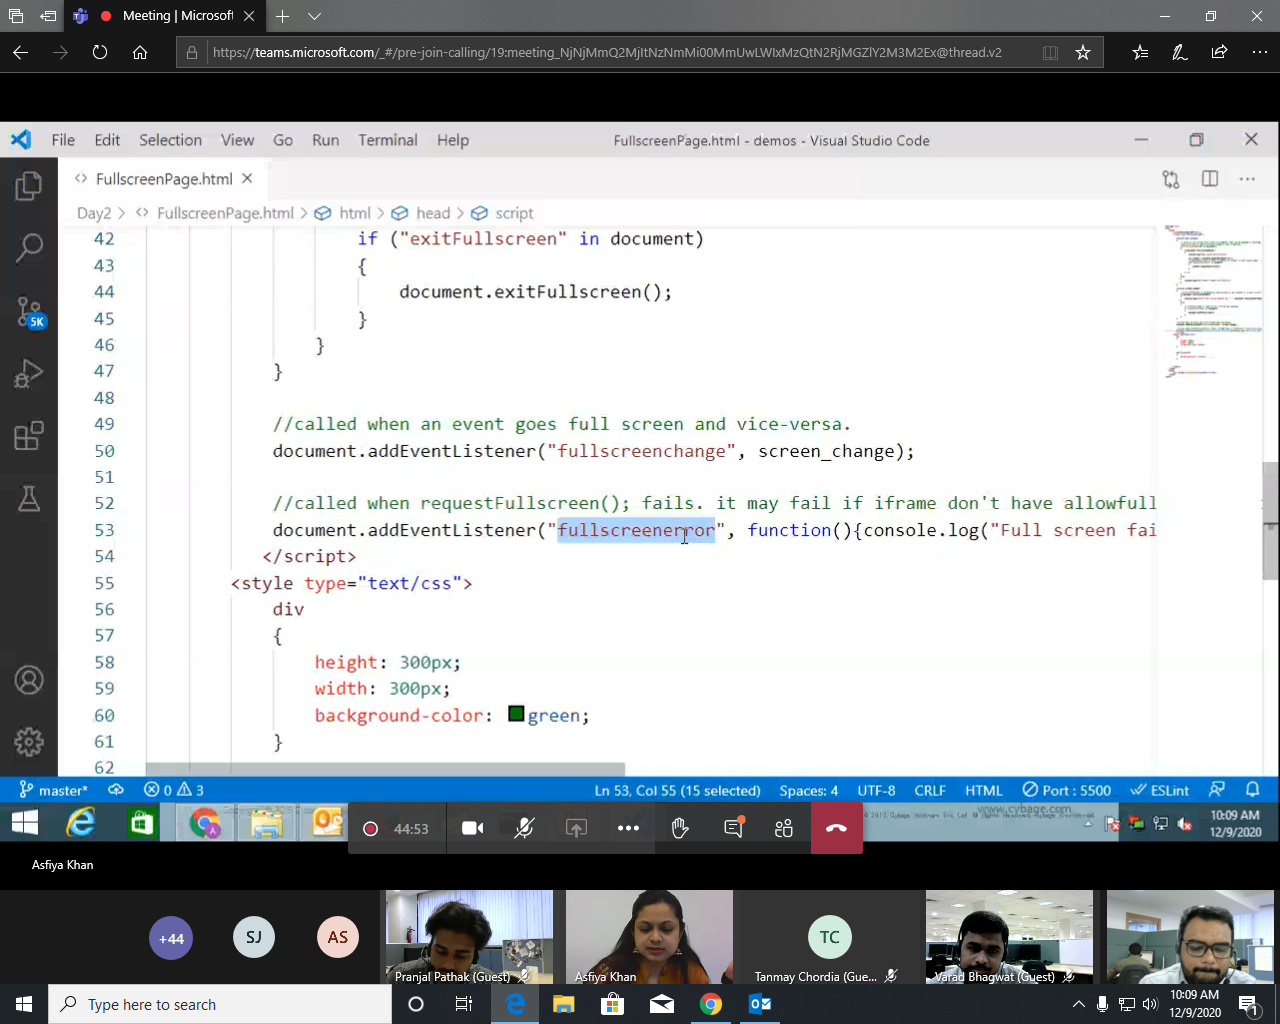 Meeting | Microsoft
https://teams.microsoft.com/_#/pre-join-calling/19:meeting_NjNjMmQ2MjItNzNmMi00MmUwLWIxMzQtN2RjMGZlY2M3M2Ex@thread.v2
File Edit Selection View Go Run Terminal Help FullscreenPage.html - demos - Visual Studio Code
FullscreenPage.html
Day2 > FullscreenPage.html > html > head > script
42 if ("exitFullscreen" in document)
43 {
44 document.exitFullscreen();
45 }
46 }
47 }
48
49 //called when an event goes full screen and vice-versa.
50 document.addEventListener("fullscreenchange", screen_change);
51
52 //called when requestFullscreen(); fails. it may fail if iframe don't have allowfull
53 document.addEventListener("fullscreenerror", function(){console.log("Full screen fai
54 </script>
55 <style type="text/css">
56 div
57 {
58 height: 300px;
59 width: 300px;
60 background-color: green;
61 }
62
5K
master* 0 3 Ln 53, Col 55 (15 selected) Spaces: 4 UTF-8 CRLF HTML Port : 5500 ESLint
www.cybage.com
44:53
10:09 AM
12/9/2020
Asfiya Khan
+44 SJ AS TC
Pranjal Pathak (Guest) Asfiya Khan Tanmay Chordia (Gue... Varad Bhagwat (Guest)
Type here to search
10:09 AM
12/9/2020
1